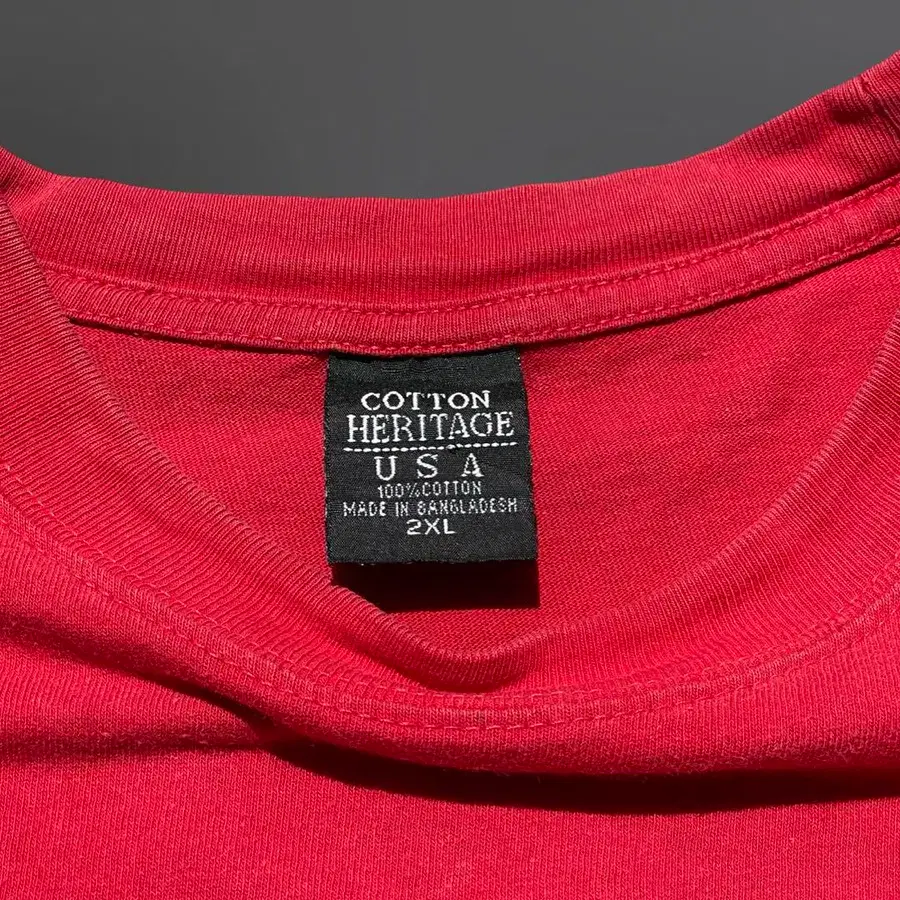 COTTON
HERITAGE
USA
100% COTTON
MADE IN BANGLADESH
2XL